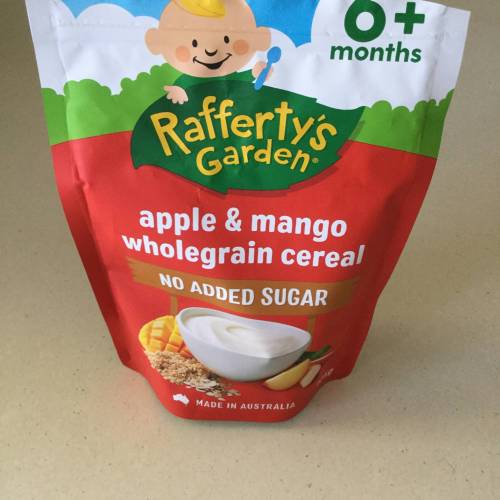 6+
months
Rafferty's
Garden®
apple & mango
wholegrain cereal
NO ADDED SUGAR
MADE IN AUSTRALIA